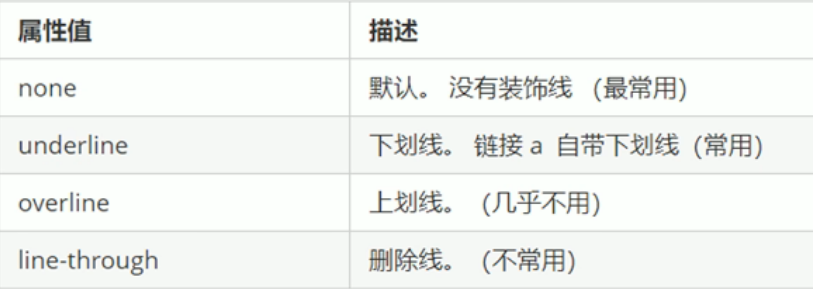 属性值 描述
none 默认。 没有装饰线 (最常用)
underline 下划线。 链接 a 自带下划线 (常用)
overline 上划线。 (几乎不用)
line-through 删除线。 (不常用)